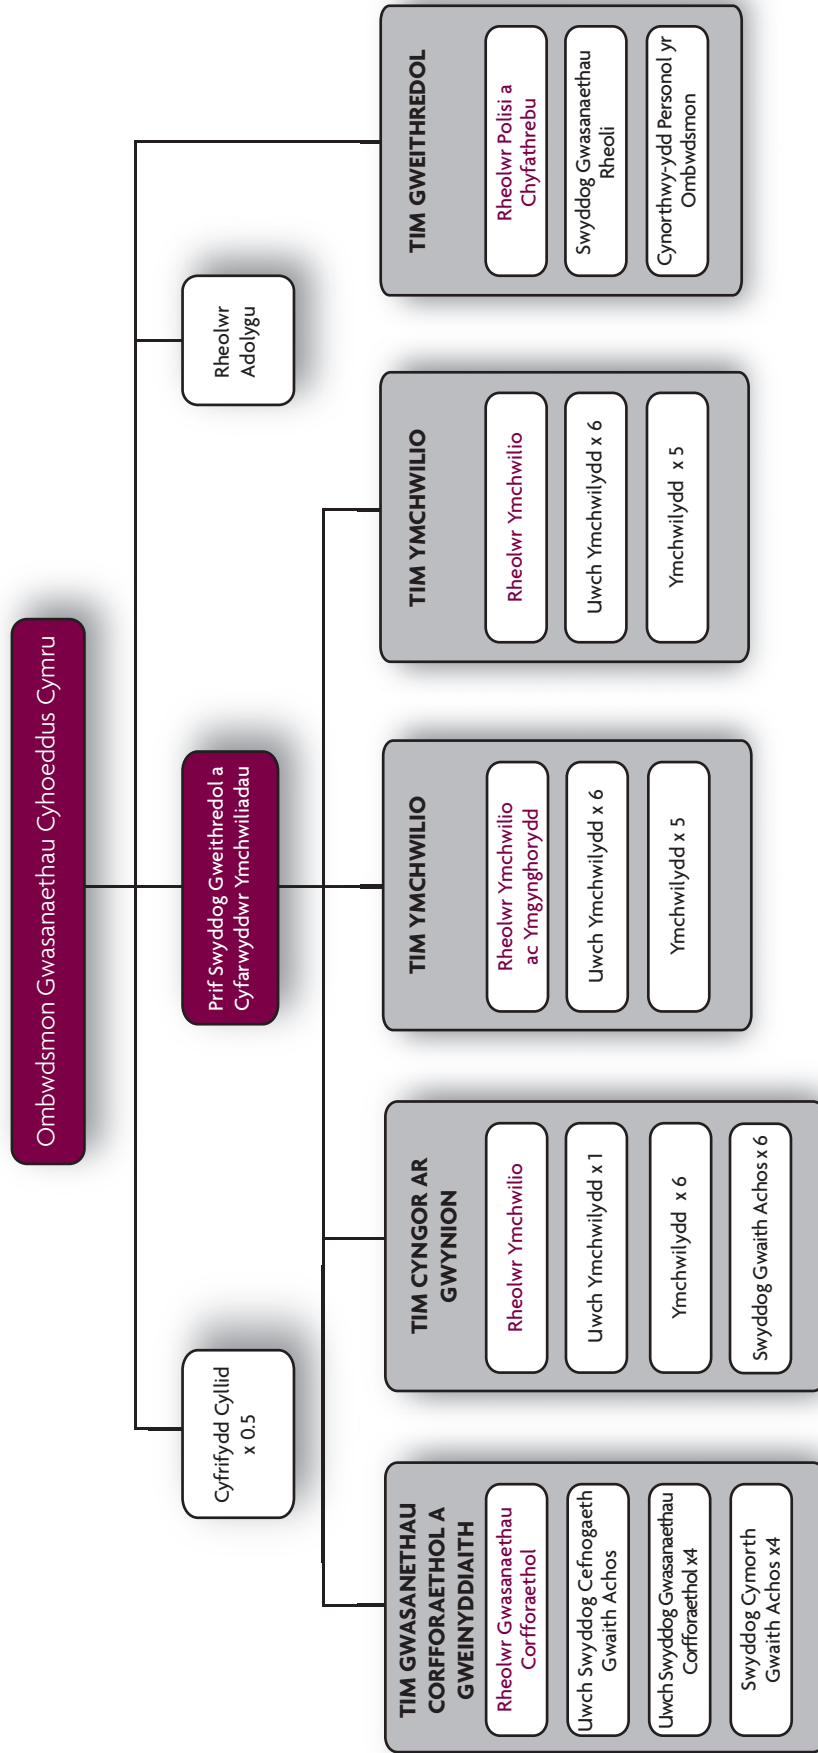 Ombwdsmon Gwasanaethau Cyhoeddus Cymru
Cyfrifydd Cyllid
x 0.5
Prif Swyddog Gweithredol a
Cyfarwyddwr Ymchwiliadau
Rheolwr
Adolygu
TIM GWASANETHAU
CORFFORAETHOL A
GWEINYDDIAITH
Rheolwr Gwasanaethau
Corfforaethol
Uwch Swyddog Cefnogaeth
Gwaith Achos
Uwch Swyddog Gwasanaethau
Corfforaethol x4
Swyddog Cymorth
Gwaith Achos x4
TIM CYNGOR AR
GWYNION
Rheolwr Ymchwilio
Uwch Ymchwilydd x 1
Ymchwilydd x 6
Swyddog Gwaith Achos x 6
TIM YMCHWILIO
Rheolwr Ymchwilio
ac Ymgynghorydd
Uwch Ymchwilydd x 6
Ymchwilydd x 5
TIM YMCHWILIO
Rheolwr Ymchwilio
Uwch Ymchwilydd x 6
Ymchwilydd x 5
TIM GWEITHREDOL
Rheolwr Polisi a
Chyfathrebu
Swyddog Gwasanaethau
Rheoli
Cynorthwy-ydd Personol yr
Ombwdsmon